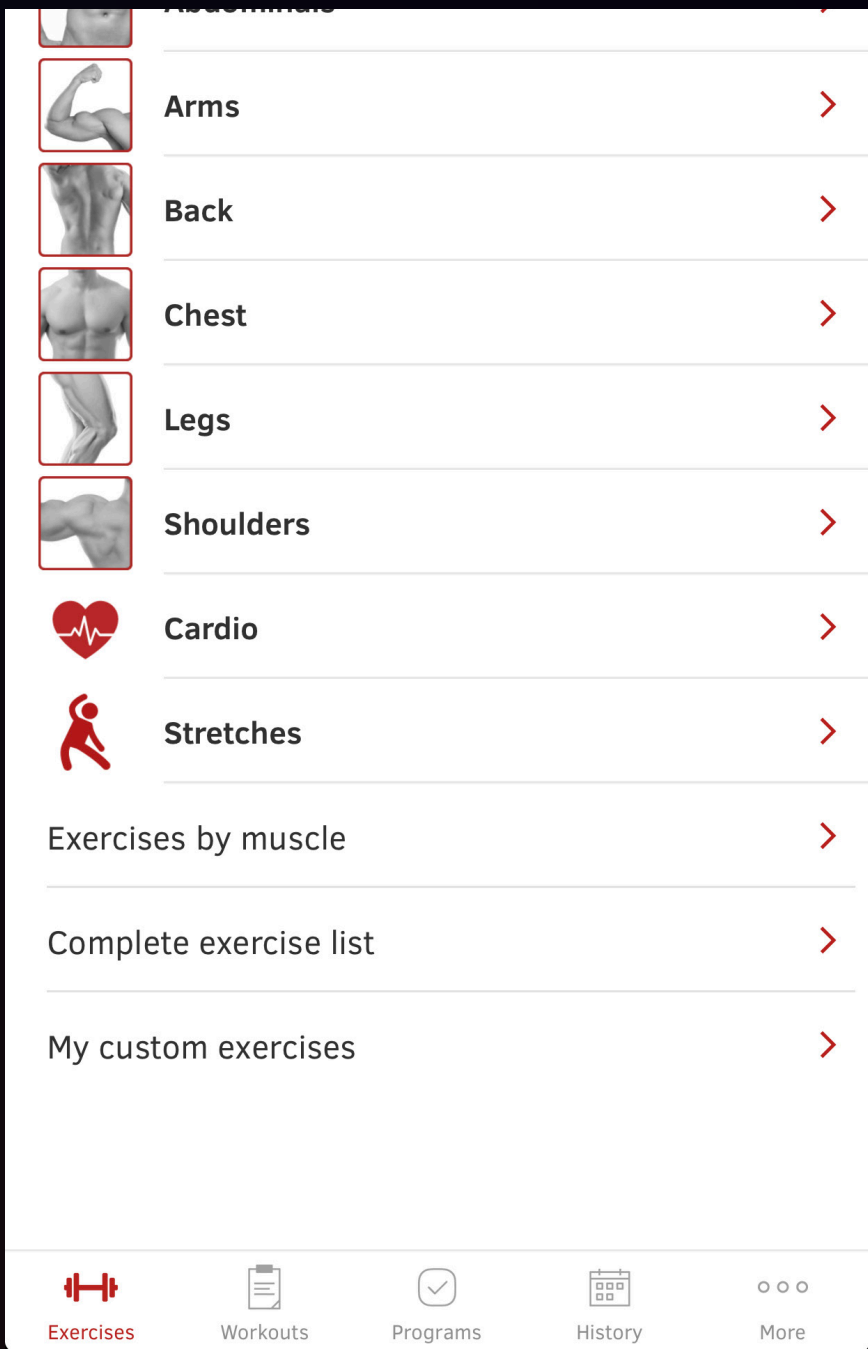 Abdominals
Arms
Back
Chest
Legs
Shoulders
Cardio
Stretches
Exercises by muscle
Complete exercise list
My custom exercises
Exercises
Workouts
Programs
History
More